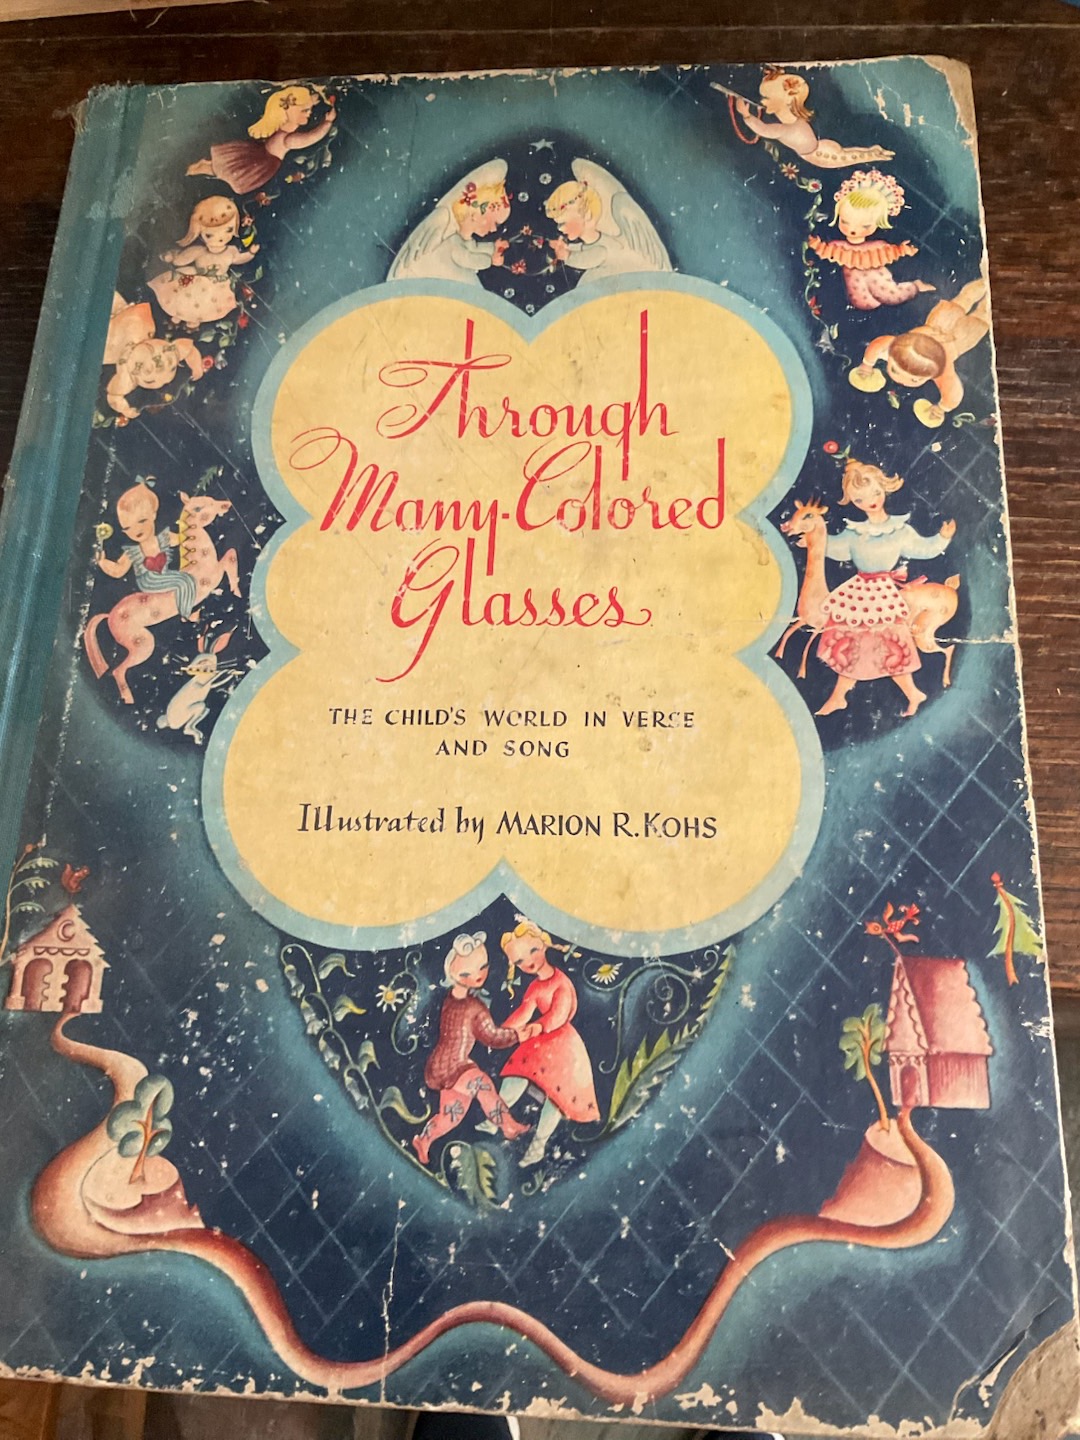 Through
Many-Colored
Glasses
THE CHILD'S WORLD IN VERSE
AND SONG
Illustrated by MARION R. KOHS